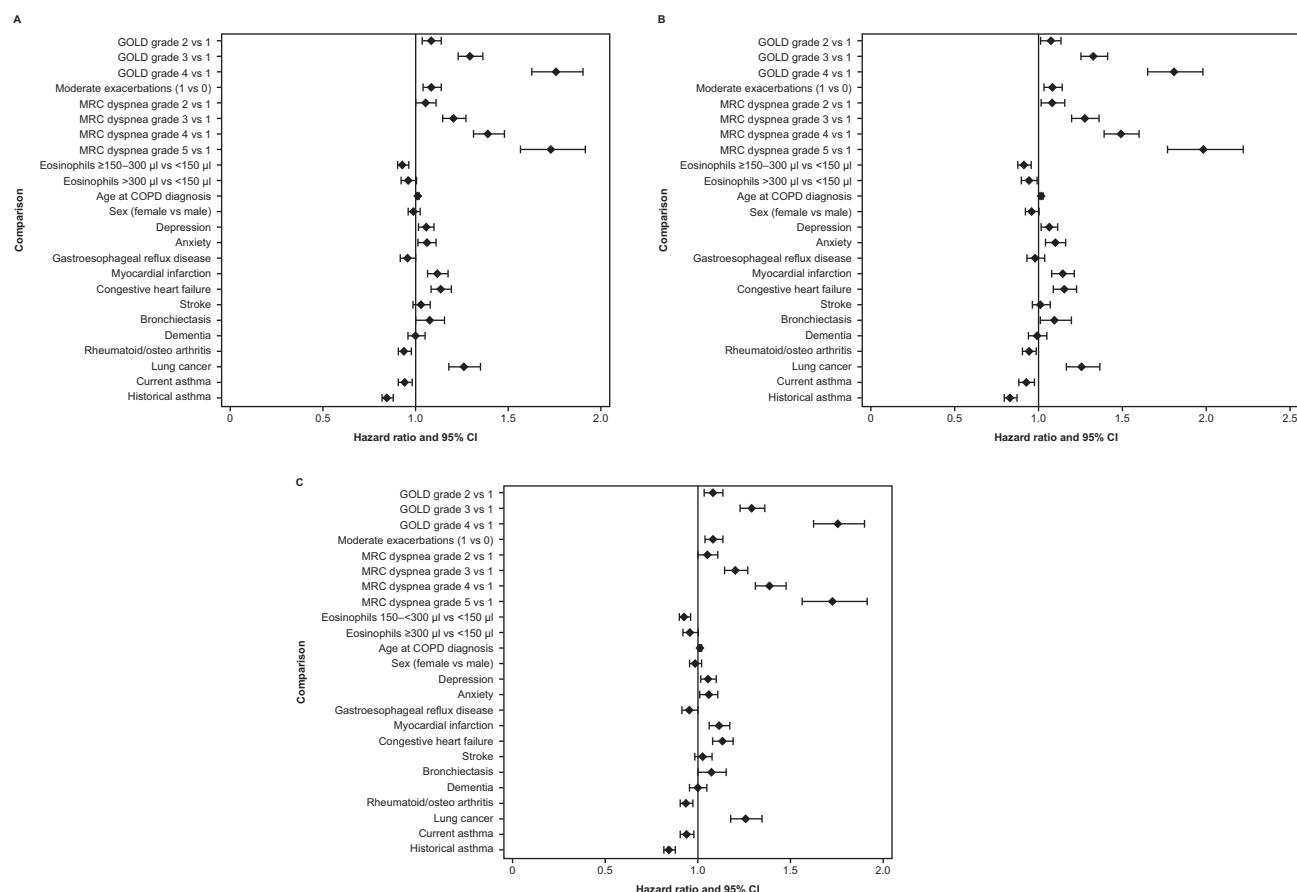 A
Comparison
GOLD grade 2 vs 1
GOLD grade 3 vs 1
GOLD grade 4 vs 1
Moderate exacerbations (1 vs 0)
MRC dyspnea grade 2 vs 1
MRC dyspnea grade 3 vs 1
MRC dyspnea grade 4 vs 1
MRC dyspnea grade 5 vs 1
Eosinophils ≥150–300 µl vs <150 µl
Eosinophils >300 µl vs <150 µl
Age at COPD diagnosis
Sex (female vs male)
Depression
Anxiety
Gastroesophageal reflux disease
Myocardial infarction
Congestive heart failure
Stroke
Bronchiectasis
Dementia
Rheumatoid/osteo arthritis
Lung cancer
Current asthma
Historical asthma
0 0.5 1.0 1.5 2.0
Hazard ratio and 95% CI
B
Comparison
GOLD grade 2 vs 1
GOLD grade 3 vs 1
GOLD grade 4 vs 1
Moderate exacerbations (1 vs 0)
MRC dyspnea grade 2 vs 1
MRC dyspnea grade 3 vs 1
MRC dyspnea grade 4 vs 1
MRC dyspnea grade 5 vs 1
Eosinophils ≥150–300 µl vs <150 µl
Eosinophils >300 µl vs <150 µl
Age at COPD diagnosis
Sex (female vs male)
Depression
Anxiety
Gastroesophageal reflux disease
Myocardial infarction
Congestive heart failure
Stroke
Bronchiectasis
Dementia
Rheumatoid/osteo arthritis
Lung cancer
Current asthma
Historical asthma
0 0.5 1.0 1.5 2.0 2.5
Hazard ratio and 95% CI
C
Comparison
GOLD grade 2 vs 1
GOLD grade 3 vs 1
GOLD grade 4 vs 1
Moderate exacerbations (1 vs 0)
MRC dyspnea grade 2 vs 1
MRC dyspnea grade 3 vs 1
MRC dyspnea grade 4 vs 1
MRC dyspnea grade 5 vs 1
Eosinophils 150–<300 µl vs <150 µl
Eosinophils ≥300 µl vs <150 µl
Age at COPD diagnosis
Sex (female vs male)
Depression
Anxiety
Gastroesophageal reflux disease
Myocardial infarction
Congestive heart failure
Stroke
Bronchiectasis
Dementia
Rheumatoid/osteo arthritis
Lung cancer
Current asthma
Historical asthma
0 0.5 1.0 1.5 2.0
Hazard ratio and 95% CI